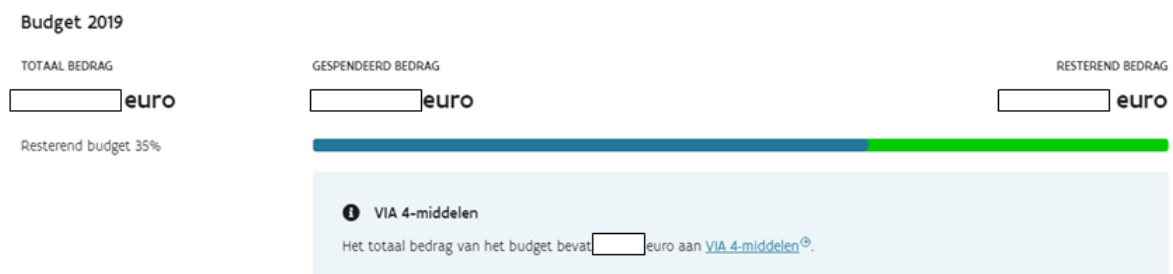 Budget 2019
TOTAAL BEDRAG GESPENDEERD BEDRAG RESTEREND BEDRAG
euro euro euro
Resterend budget 35%
VIA 4-middelen
Het totaal bedrag van het budget bevat euro aan VIA 4-middelen.